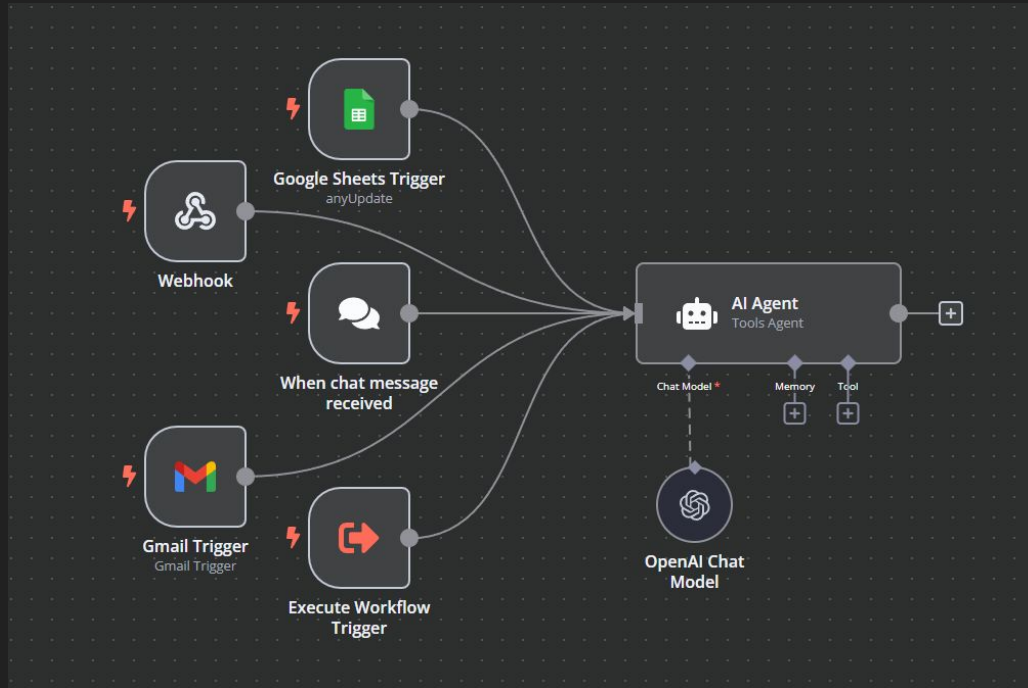 Google Sheets Trigger
anyUpdate
Webhook
When chat message
received
AI Agent
Tools Agent
Chat Model *
Memory
Tool
Gmail Trigger
Gmail Trigger
OpenAI Chat
Model
Execute Workflow
Trigger